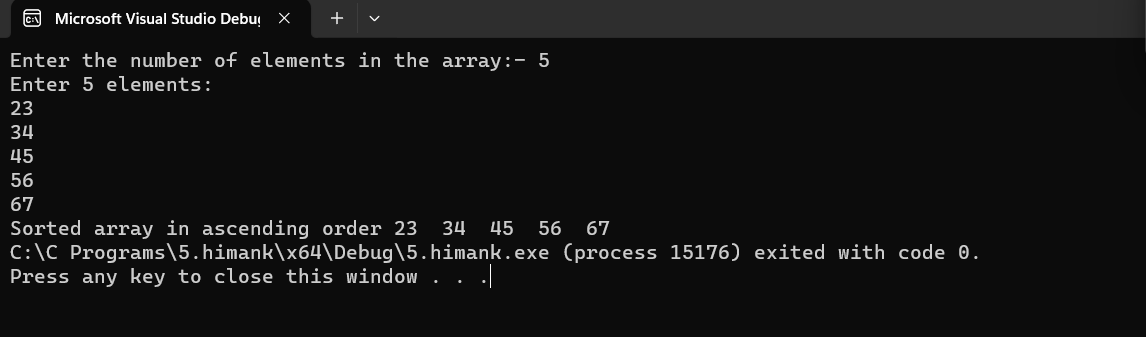 Microsoft Visual Studio Debu
Enter the number of elements in the array:- 5
Enter 5 elements:
23
34
45
56
67
Sorted array in ascending order 23  34  45  56  67
C:\C Programs\5.himank\x64\Debug\5.himank.exe (process 15176) exited with code 0.
Press any key to close this window . . .